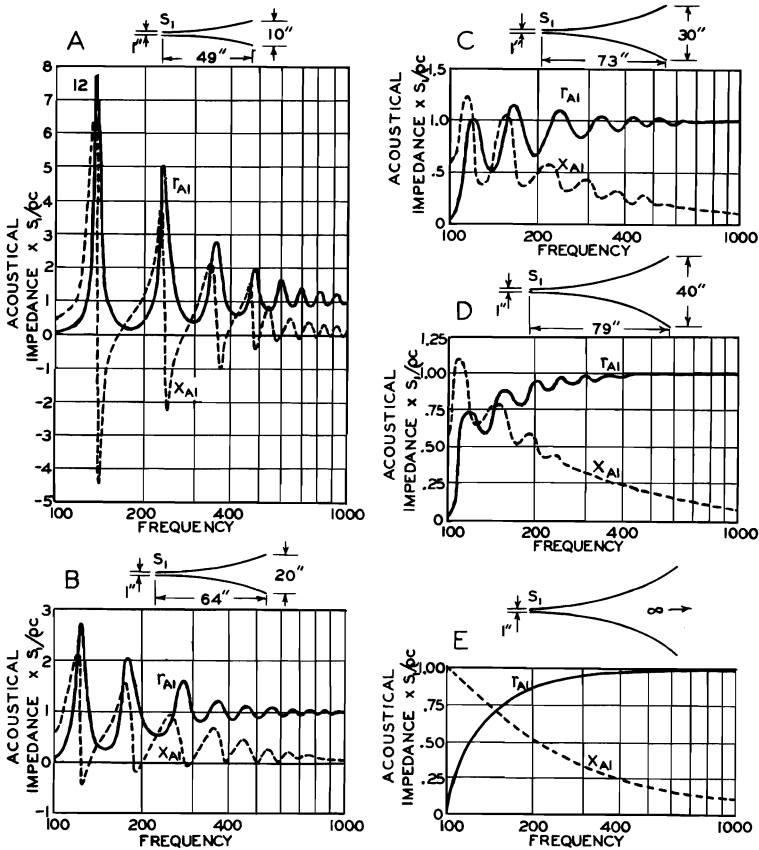 A
S₁
1"
10"
49"
ACOUSTICAL
IMPEDANCE × S₁/ρc
8
12
7
6
5
4
3
2
1
0
-1
-2
-3
-4
-5
rA1
XA1
100
200
400
1000
FREQUENCY
B
S₁
1"
20"
64"
ACOUSTICAL
IMPEDANCE × S₁/ρc
3
2
1
0
-1
rA1
XA1
100
200
400
1000
FREQUENCY
C
S₁
1"
30"
73"
ACOUSTICAL
IMPEDANCE × S₁/ρc
1.5
1.0
.5
0
rA1
XA1
100
200
400
1000
FREQUENCY
D
S₁
1"
40"
79"
ACOUSTICAL
IMPEDANCE × S₁/ρc
1.25
1.00
.75
.50
.25
0
rA1
XA1
100
200
400
1000
FREQUENCY
E
S₁
1"
∞
ACOUSTICAL
IMPEDANCE × S₁/ρc
1.00
.75
.50
.25
0
rA1
XA1
100
200
400
1000
FREQUENCY